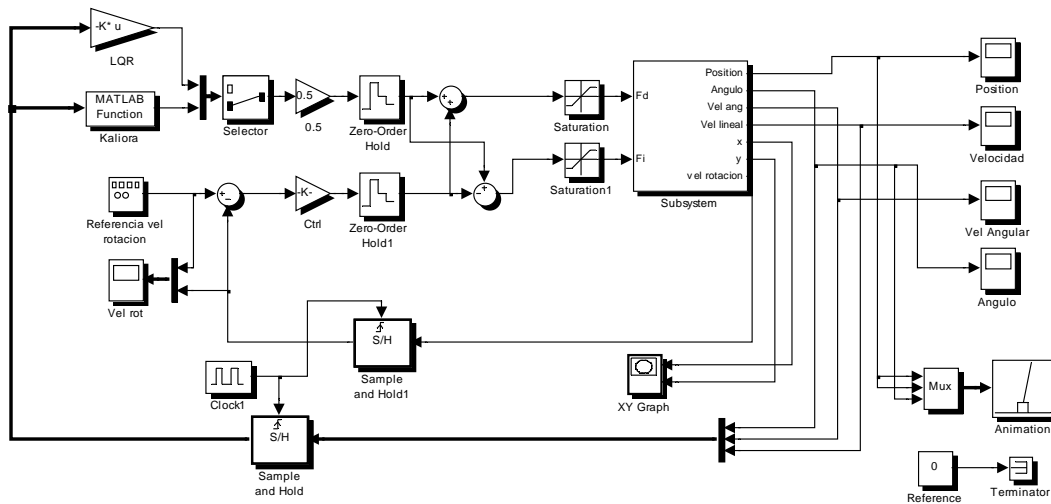 -K* u
LQR
MATLAB
Function
Kaliora
Selector
0.5
0.5
Zero-Order
Hold
Saturation
Fd
Fi
Position
Angulo
Vel ang
Vel lineal
x
y
vel rotacion
Subsystem
Saturation1
Position
Velocidad
Vel Angular
Angulo
Referencia vel
rotacion
-K-
Ctrl
Zero-Order
Hold1
Vel rot
S/H
Sample
and Hold1
Clock1
S/H
Sample
and Hold
XY Graph
Mux
Animation
0
Reference
Terminator